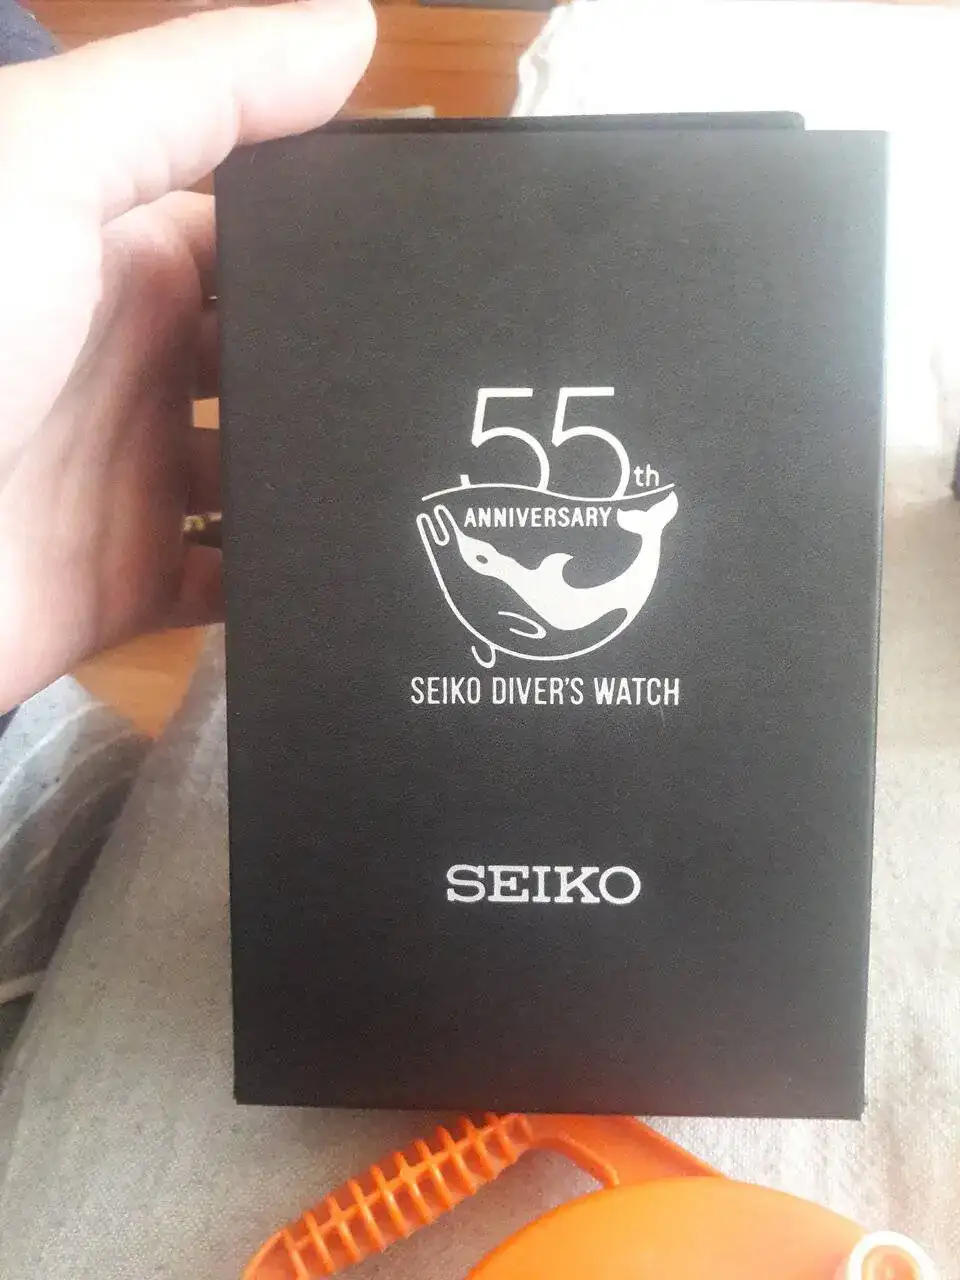 55th
ANNIVERSARY
SEIKO DIVER'S WATCH
SEIKO